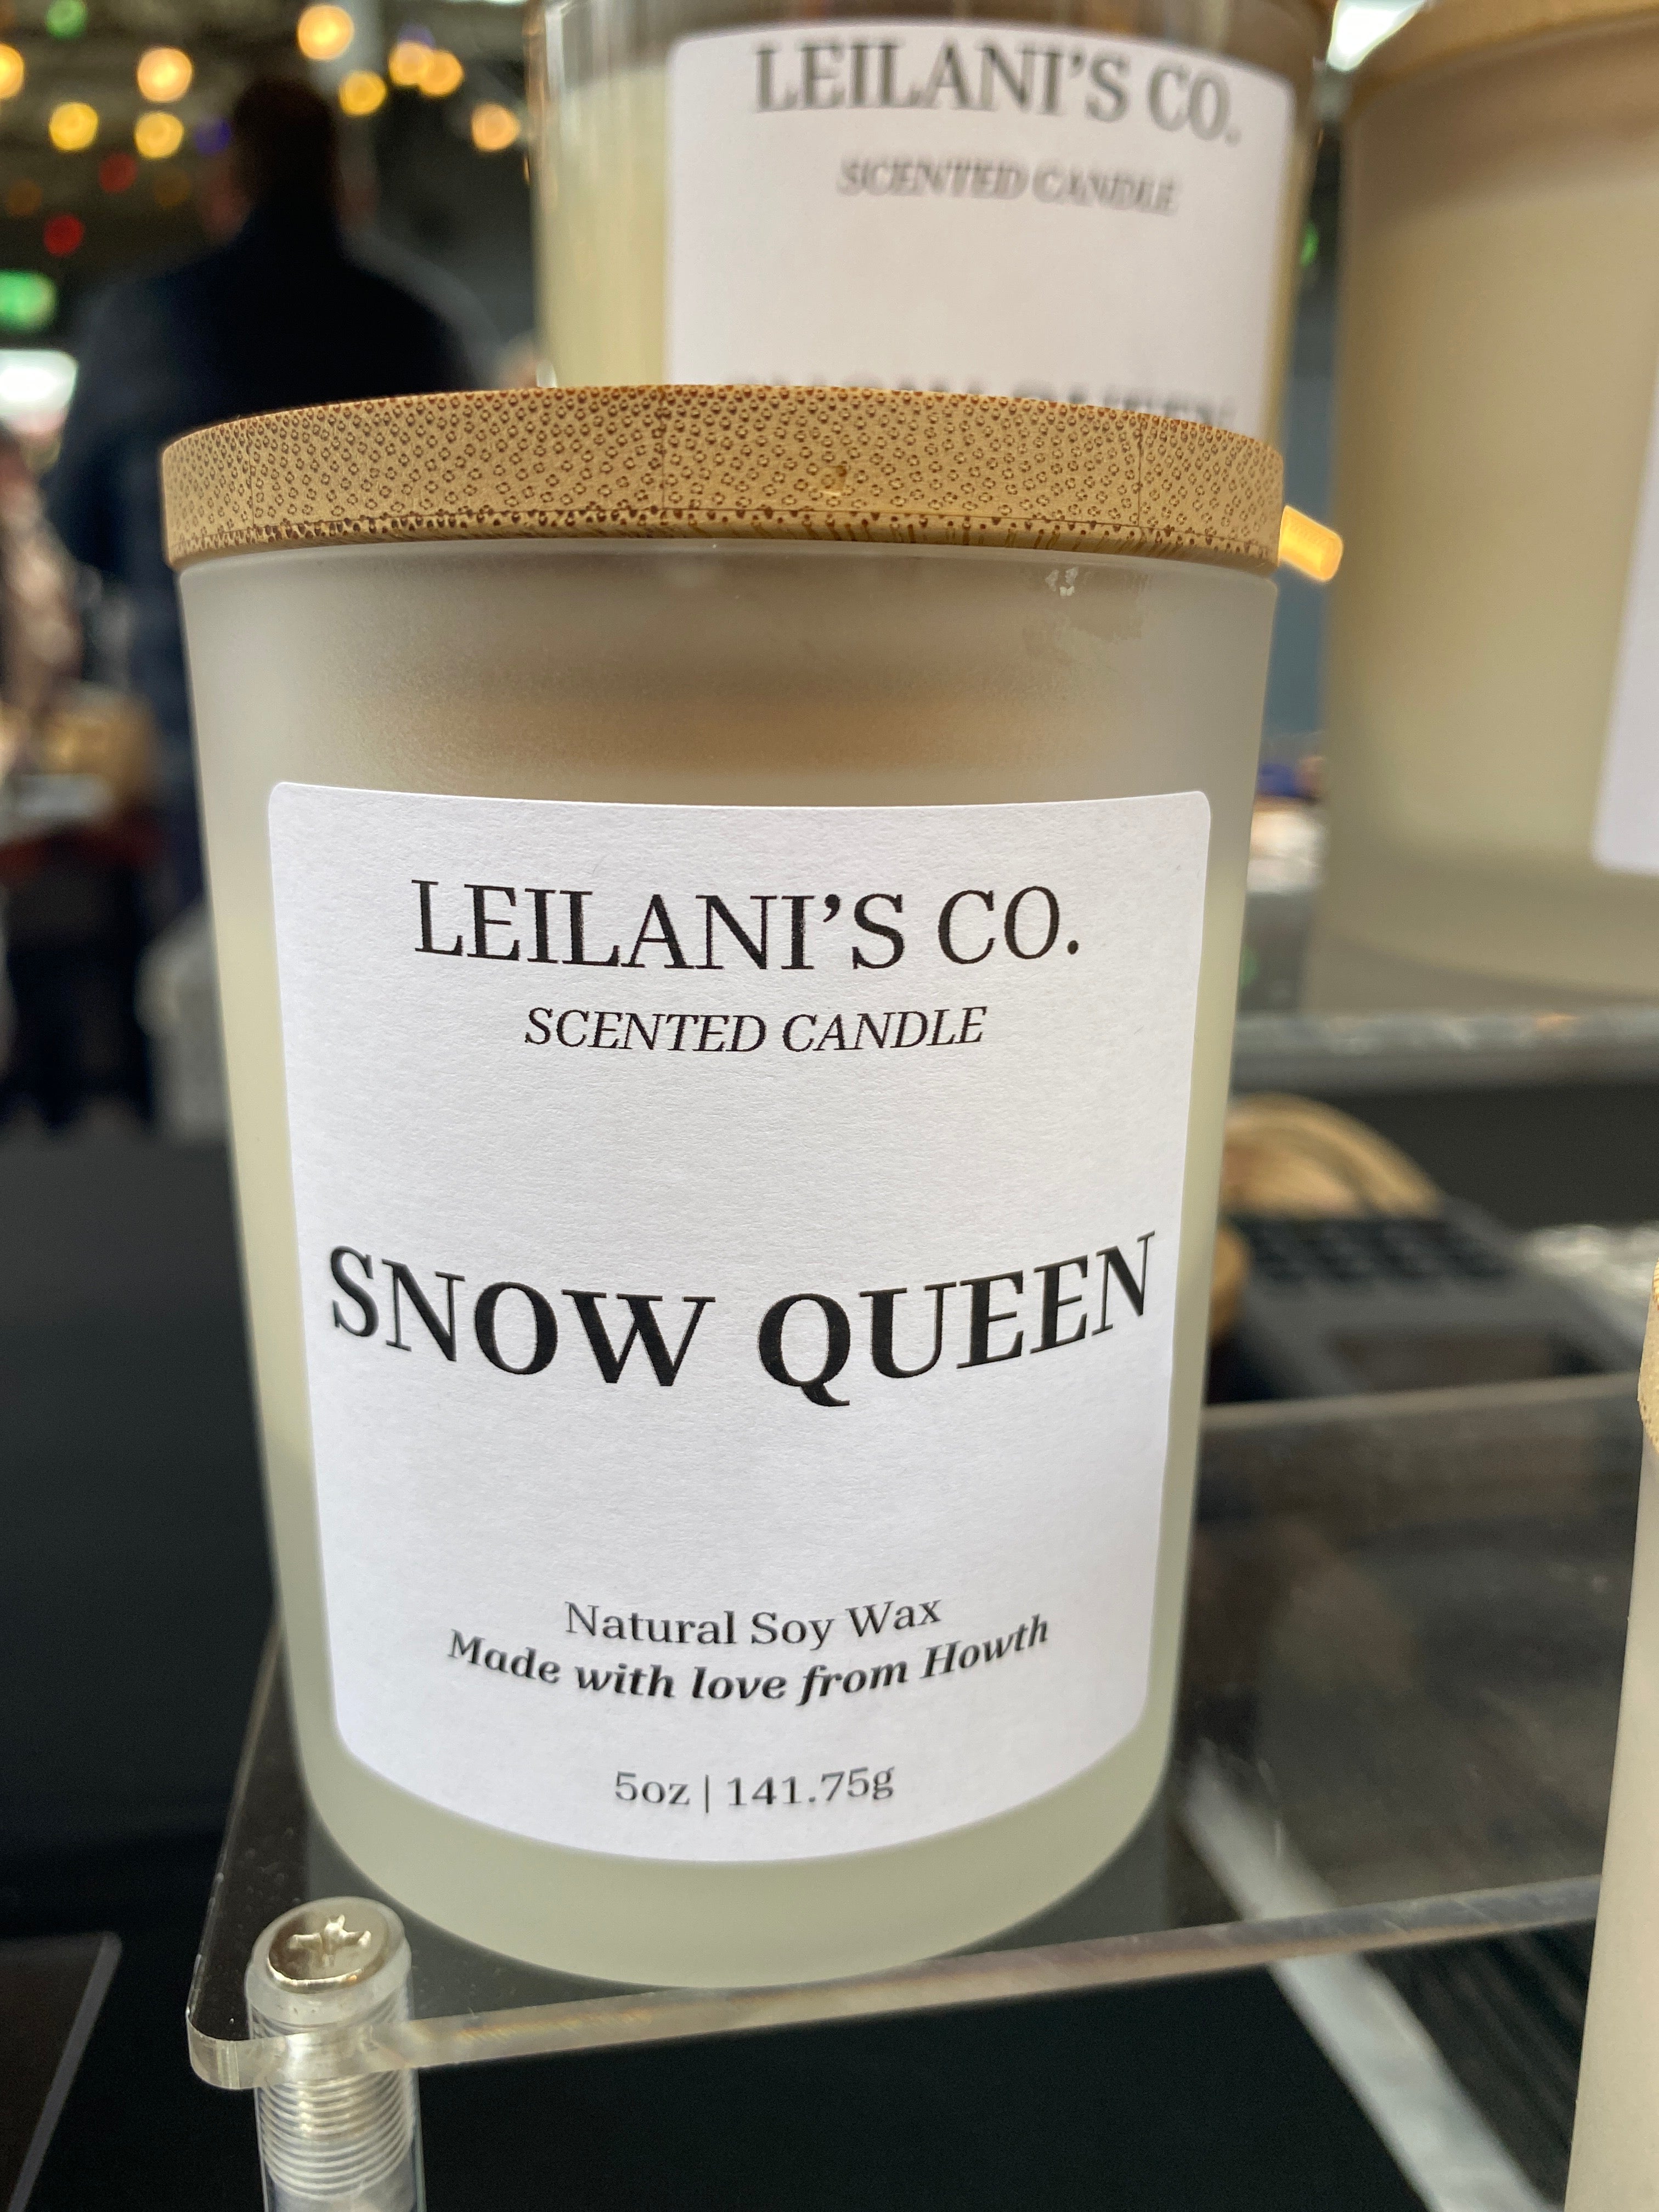 LEILANI'S CO.
SCENTED CANDLE
LEILANI'S CO.
SCENTED CANDLE
SNOW QUEEN
Natural Soy Wax
Made with love from Howth
5oz | 141.75g